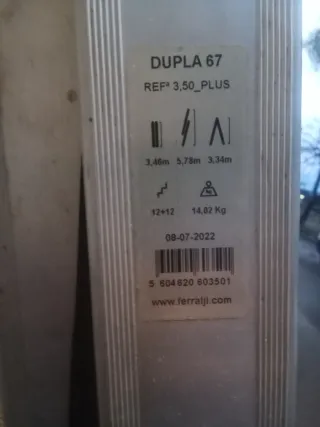 DUPLA 67
REFª 3,50_PLUS
3,46m 5,78m 3,34m
12+12 14,02 Kg
08-07-2022
5 604620 603501
www.ferralji.com